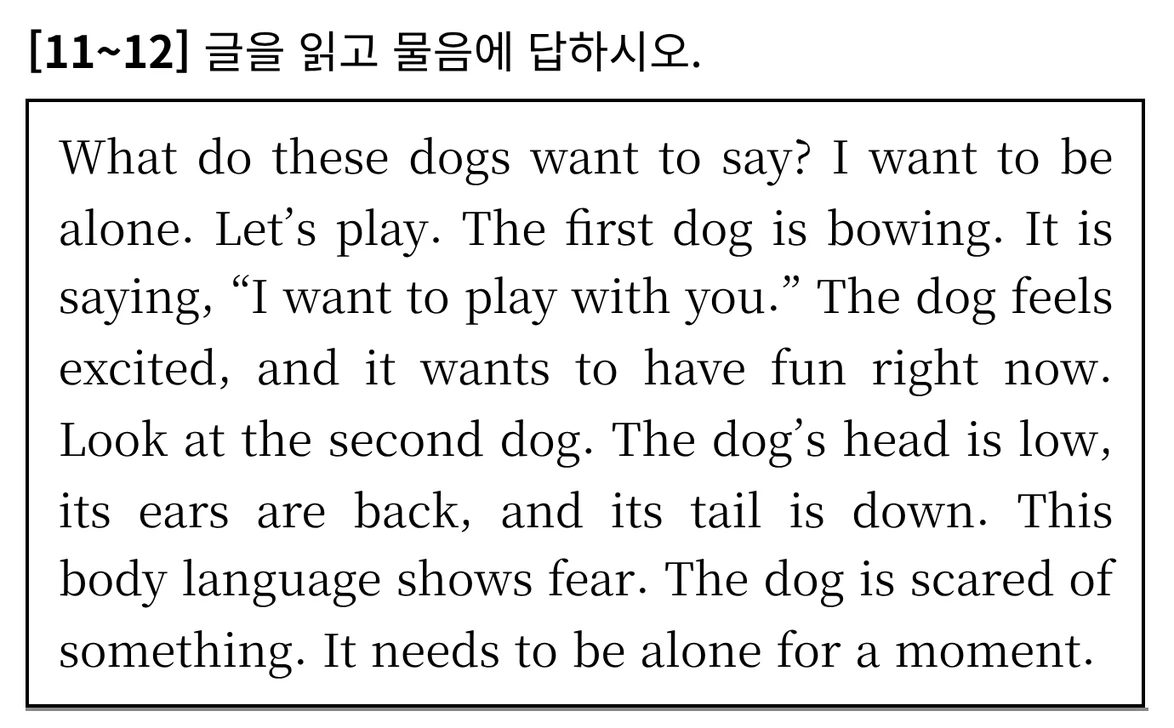 [11~12] 글을 읽고 물음에 답하시오.
What do these dogs want to say? I want to be
alone. Let’s play. The first dog is bowing. It is
saying, “I want to play with you.” The dog feels
excited, and it wants to have fun right now.
Look at the second dog. The dog’s head is low,
its ears are back, and its tail is down. This
body language shows fear. The dog is scared of
something. It needs to be alone for a moment.